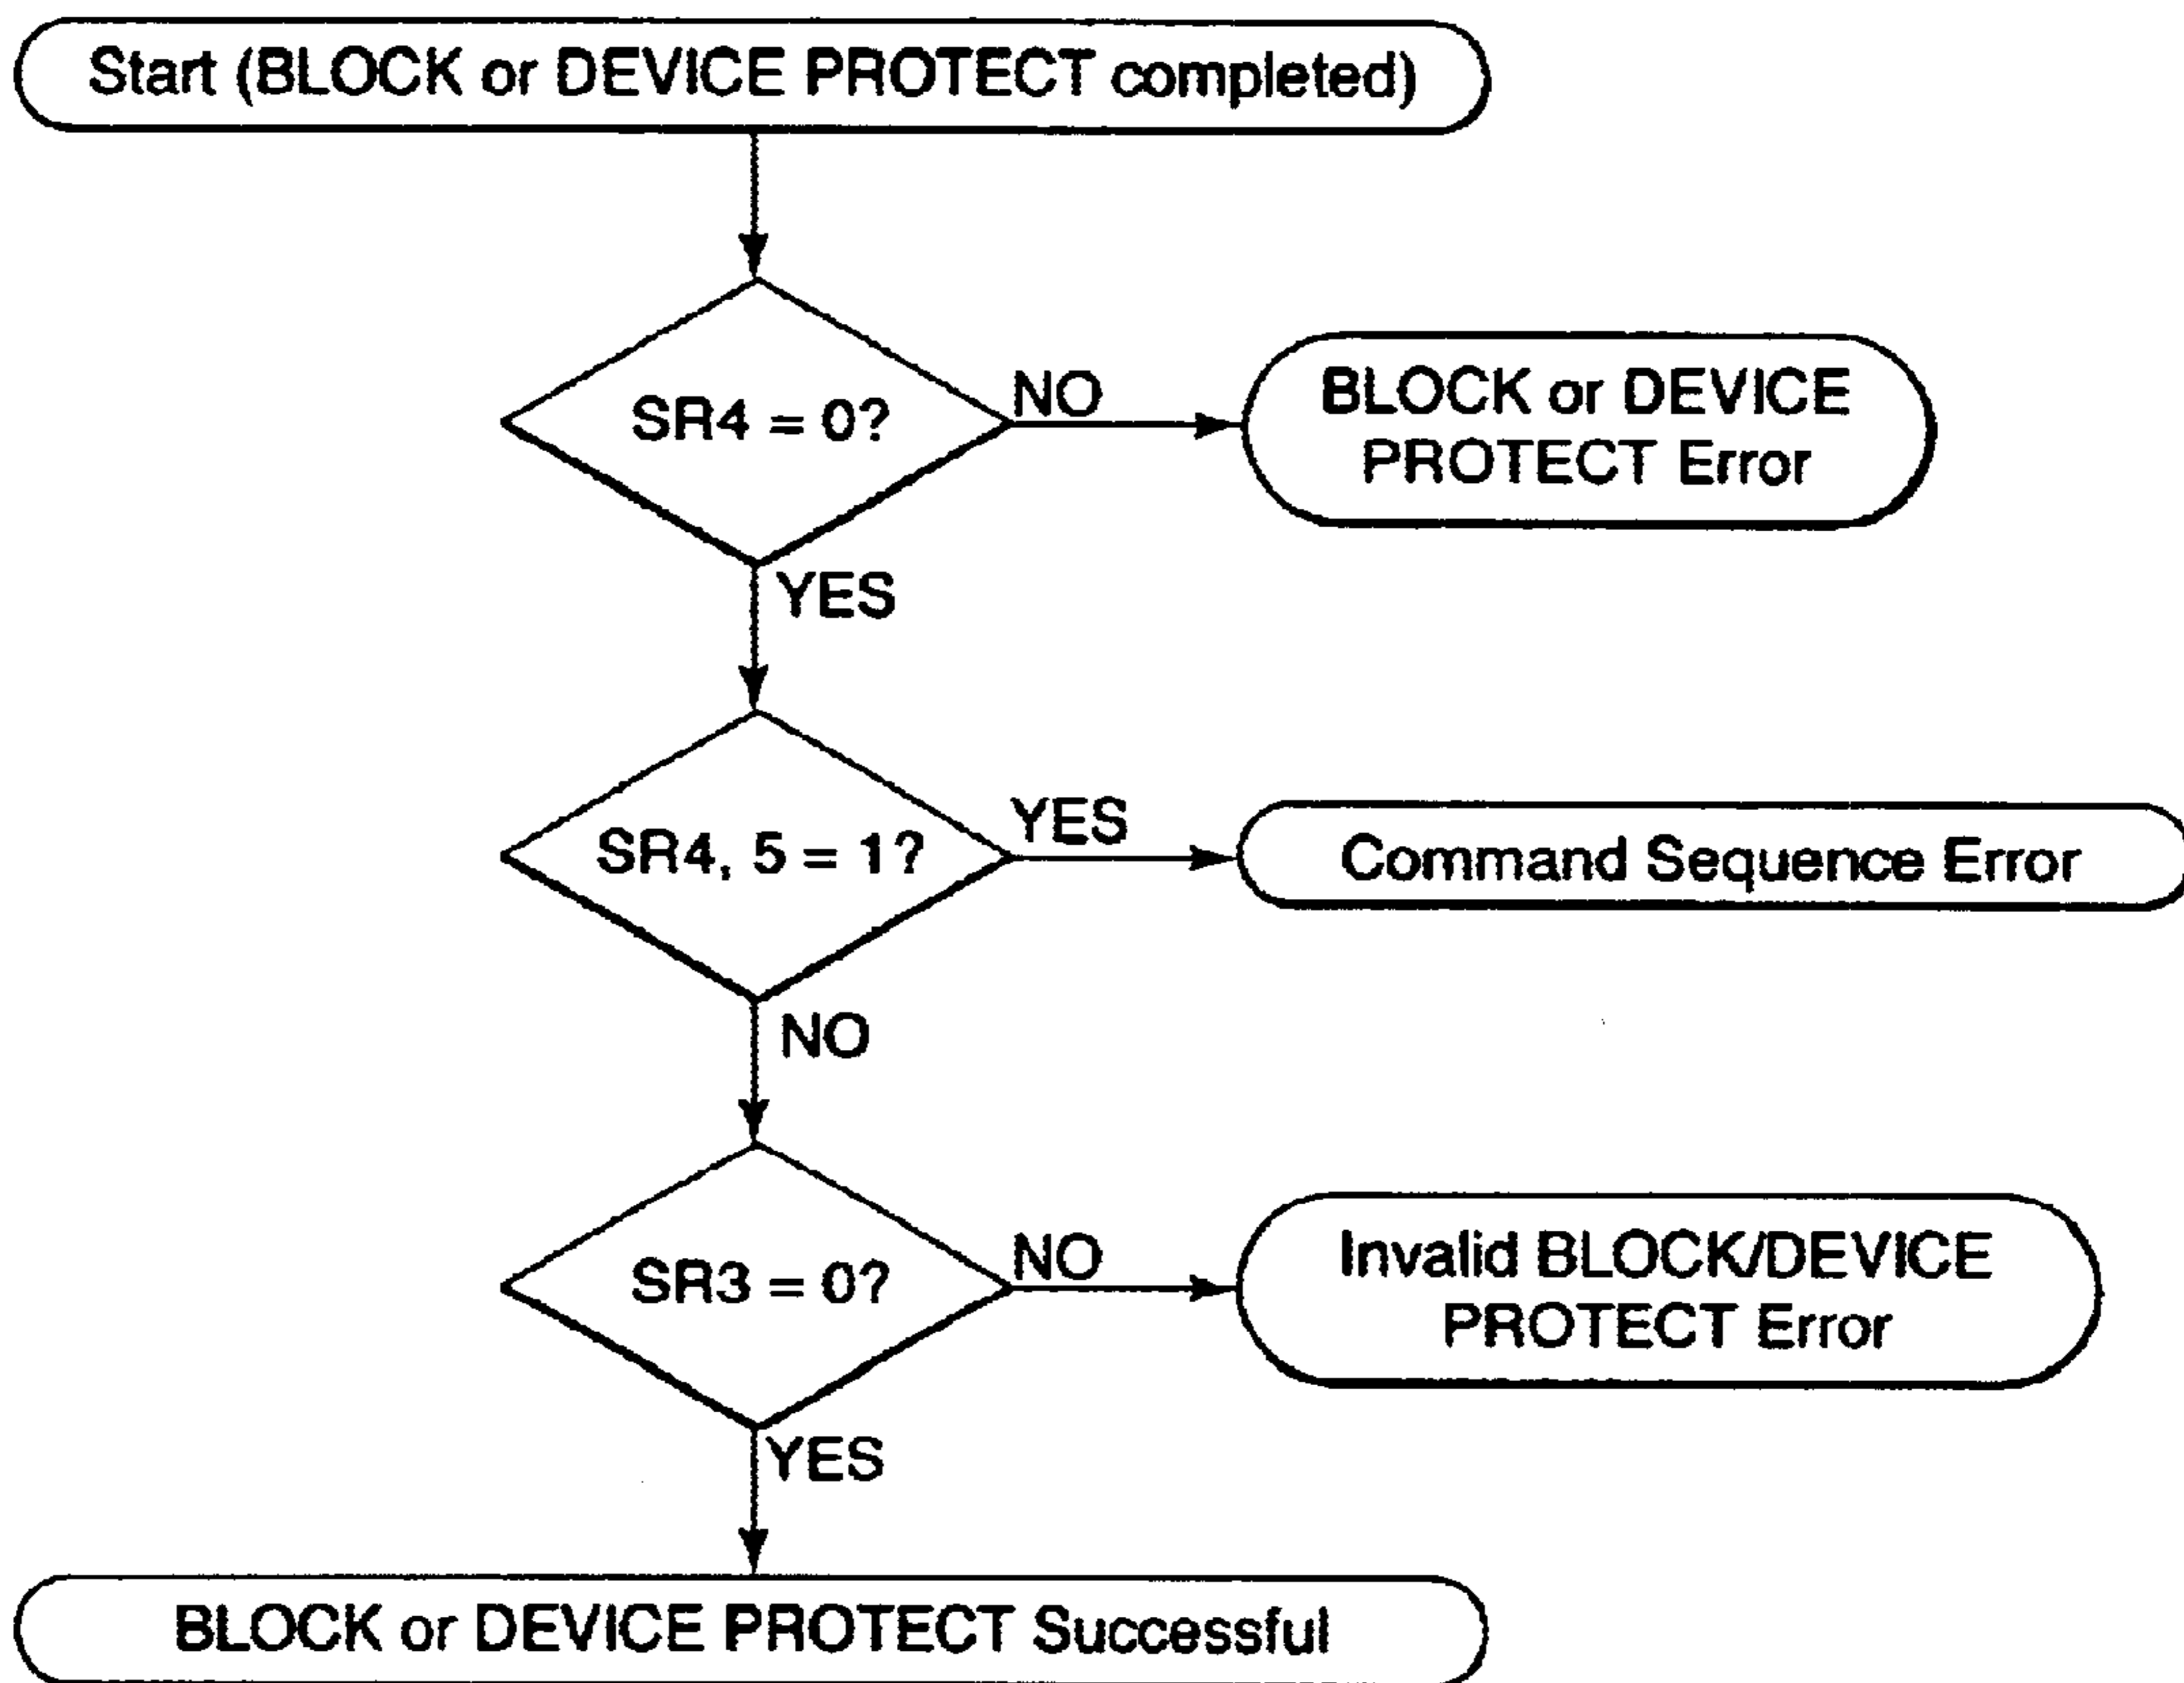 Start (BLOCK or DEVICE PROTECT completed)
SR4 = 0?
NO
BLOCK or DEVICE
PROTECT Error
YES
SR4, 5 = 1?
YES
Command Sequence Error
NO
SR3 = 0?
NO
Invalid BLOCK/DEVICE
PROTECT Error
YES
BLOCK or DEVICE PROTECT Successful